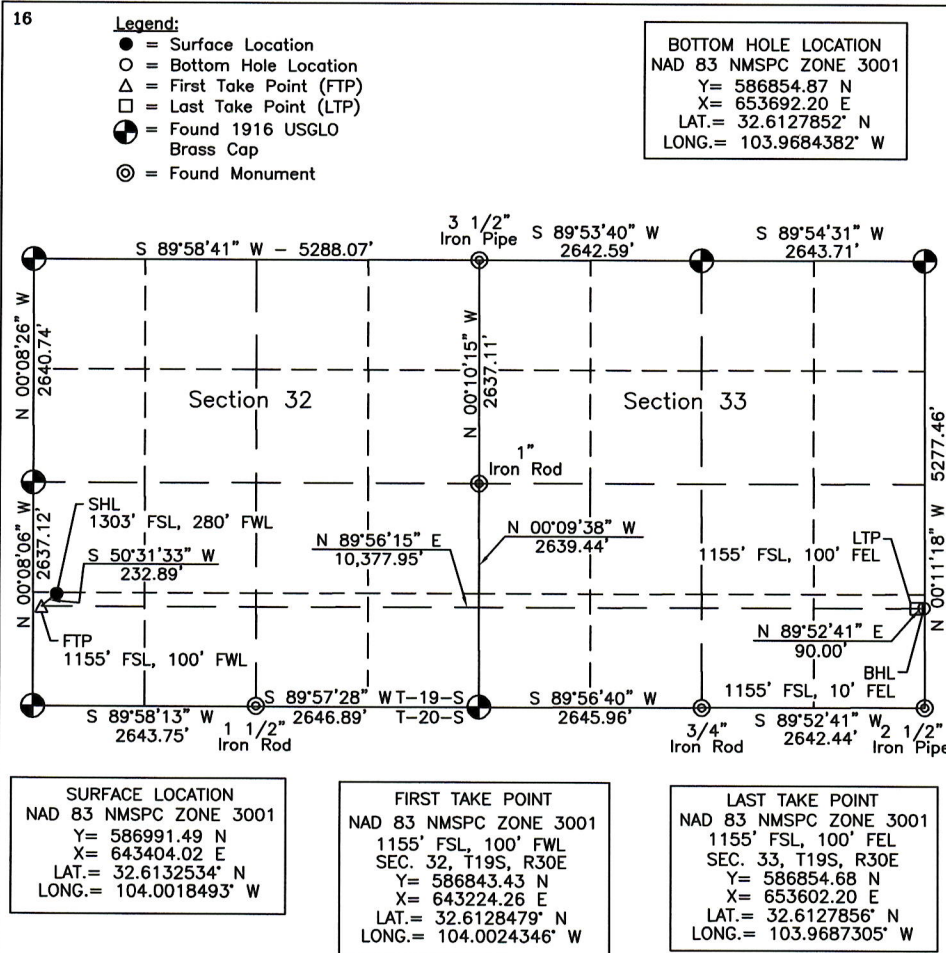 16
Legend:
● = Surface Location
○ = Bottom Hole Location
△ = First Take Point (FTP)
□ = Last Take Point (LTP)
= Found 1916 USGLO
Brass Cap
◎ = Found Monument
BOTTOM HOLE LOCATION
NAD 83 NMSPC ZONE 3001
Y= 586854.87 N
X= 653692.20 E
LAT.= 32.6127852° N
LONG.= 103.9684382° W
S 89°58'41" W - 5288.07'
3 1/2"
Iron Pipe
S 89°53'40" W
2642.59'
S 89°54'31" W
2643.71'
N 00°08'26" W
2640.74'
N 00°10'15" W
2637.11'
Section 32
Section 33
1"
Iron Rod
N 00°11'18" W 5277.46'
N 00°08'06" W
2637.12'
SHL
1303' FSL, 280' FWL
S 50°31'33" W
232.89'
N 89°56'15" E
10,377.95'
N 00°09'38" W
2639.44'
LTP
1155' FSL, 100' FEL
FTP
1155' FSL, 100' FWL
N 89°52'41" E
90.00'
BHL
1155' FSL, 10' FEL
S 89°58'13" W
2643.75'
1 1/2"
Iron Rod
S 89°57'28" W
2646.89'
T-19-S
T-20-S
S 89°56'40" W
2645.96'
3/4"
Iron Rod
S 89°52'41" W
2642.44'
2 1/2"
Iron Pipe
SURFACE LOCATION
NAD 83 NMSPC ZONE 3001
Y= 586991.49 N
X= 643404.02 E
LAT.= 32.6132534° N
LONG.= 104.0018493° W
FIRST TAKE POINT
NAD 83 NMSPC ZONE 3001
1155' FSL, 100' FWL
SEC. 32, T19S, R30E
Y= 586843.43 N
X= 643224.26 E
LAT.= 32.6128479° N
LONG.= 104.0024346° W
LAST TAKE POINT
NAD 83 NMSPC ZONE 3001
1155' FSL, 100' FEL
SEC. 33, T19S, R30E
Y= 586854.68 N
X= 653602.20 E
LAT.= 32.6127856° N
LONG.= 103.9687305° W